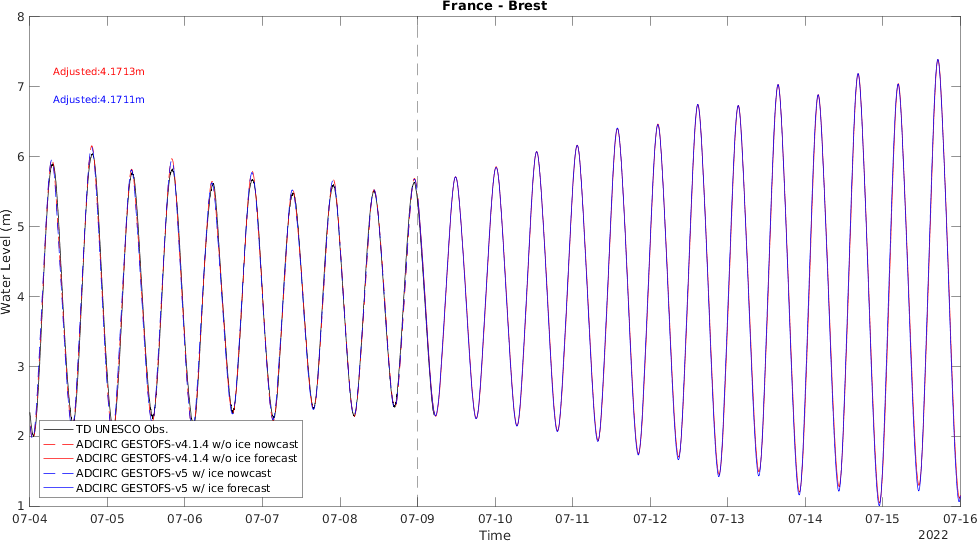 France - Brest
8
Adjusted:4.1713m
7
Adjusted:4.1711m
6
5
Water Level (m)
4
3
2
TD UNESCO Obs.
ADCIRC GESTOFS-v4.1.4 w/o ice nowcast
ADCIRC GESTOFS-v4.1.4 w/o ice forecast
ADCIRC GESTOFS-v5 w/ ice nowcast
ADCIRC GESTOFS-v5 w/ ice forecast
1
07-04 07-05 07-06 07-07 07-08 07-09 07-10 07-11 07-12 07-13 07-14 07-15 07-16
Time
2022